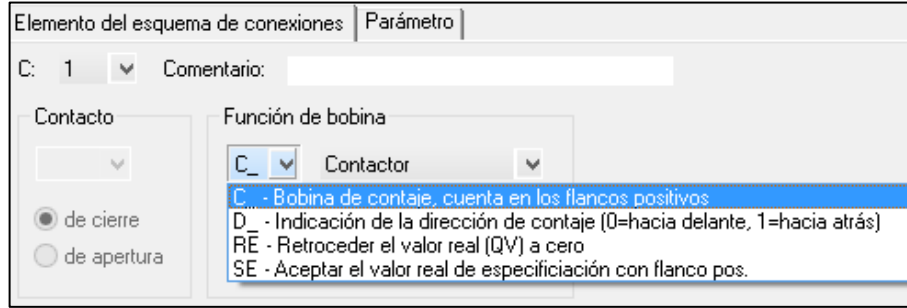 Elemento del esquema de conexiones Parámetro
C: 1 Comentario:
Contacto Función de bobina
C_ Contactor
C_ - Bobina de contaje, cuenta en los flancos positivos
de cierre D_ - Indicación de la dirección de contaje (0=hacia delante, 1=hacia atrás)
RE - Retroceder el valor real (QV) a cero
de apertura SE - Aceptar el valor real de especificiación con flanco pos.